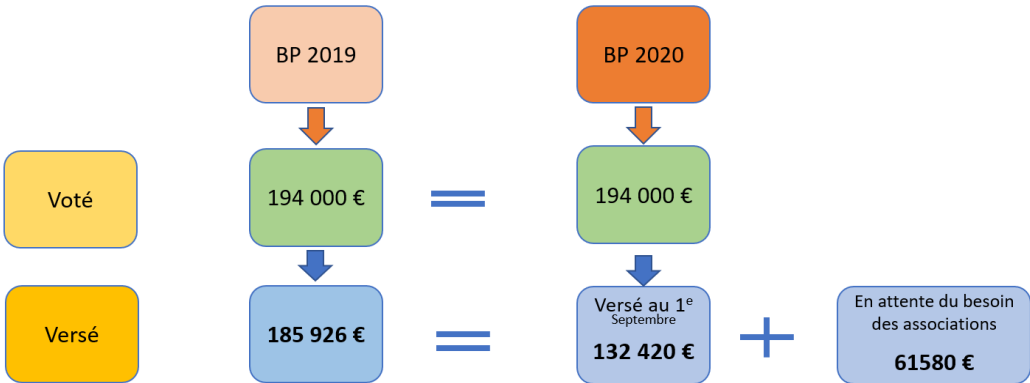 BP 2019
BP 2020
Voté
194 000 €
=
194 000 €
Versé
185 926 €
=
Versé au 1e
Septembre
132 420 €
+
En attente du besoin
des associations
61580 €